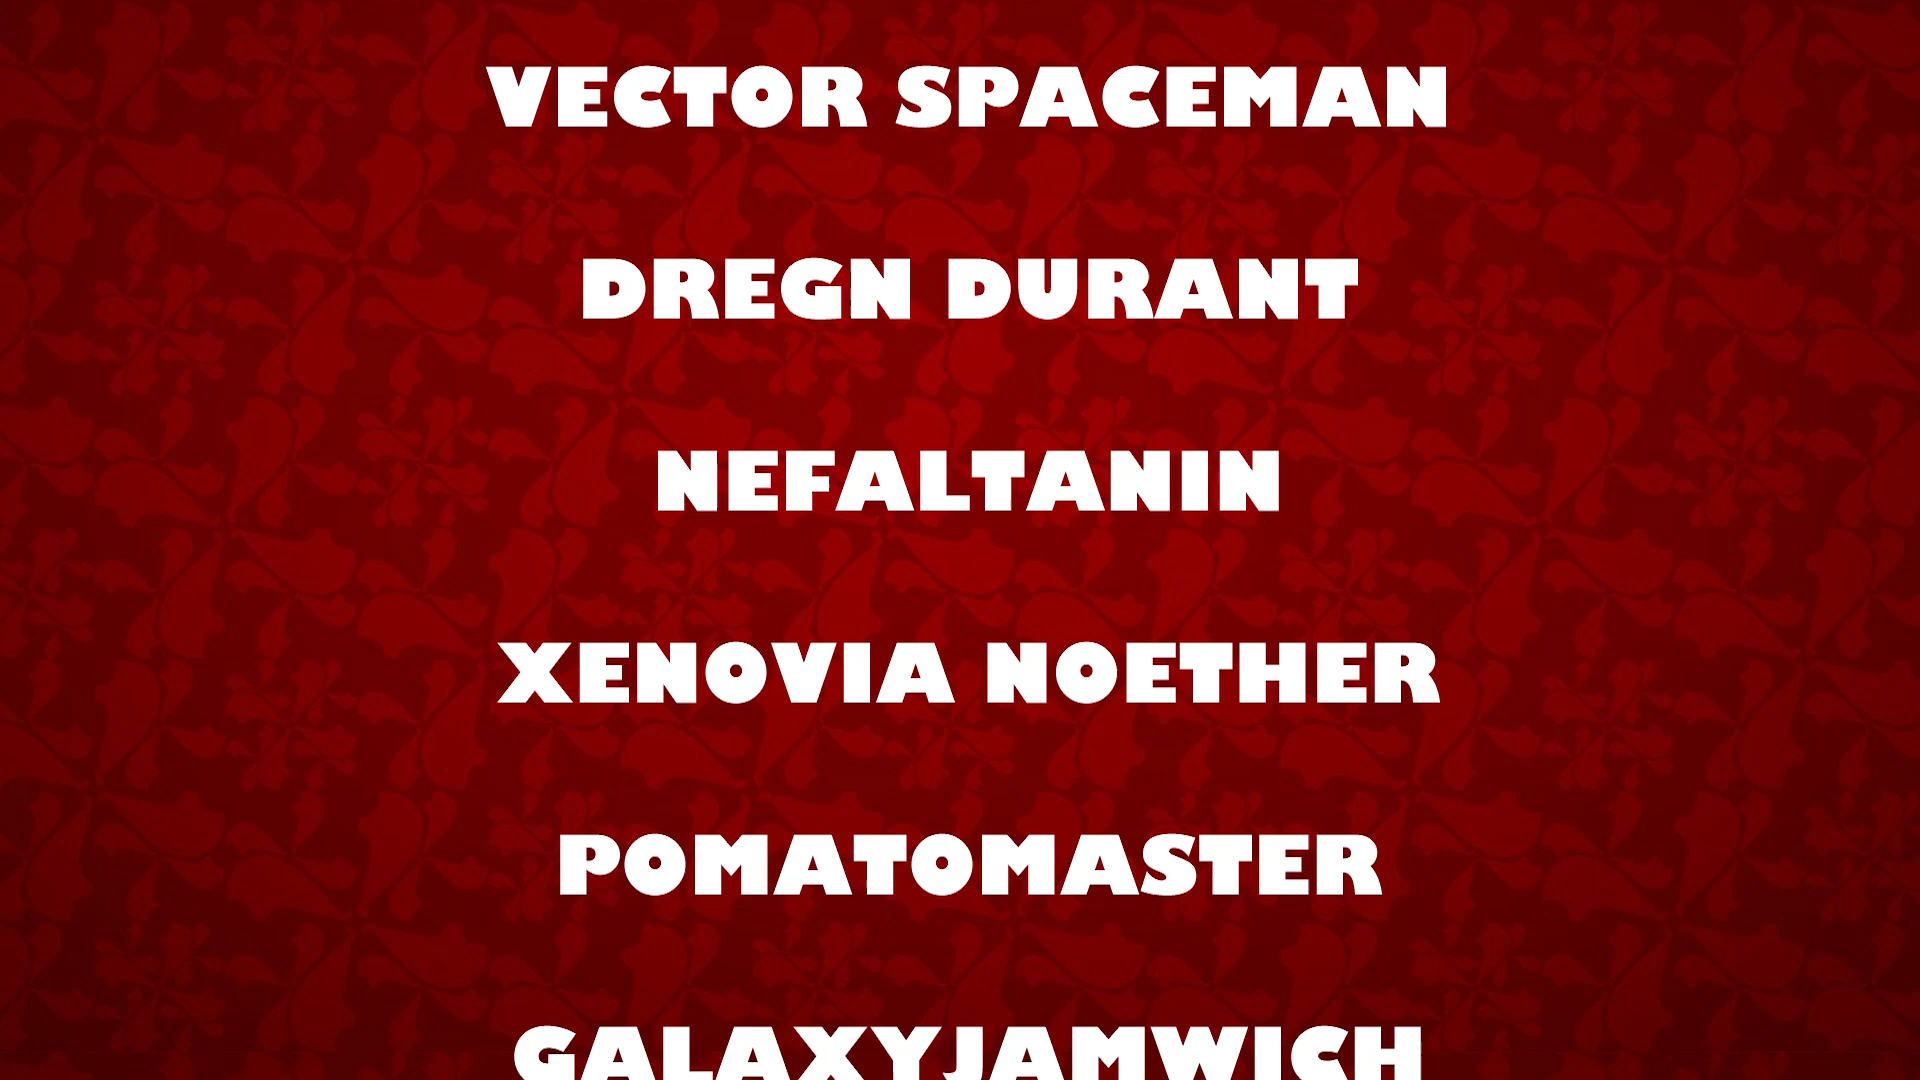 VECTOR SPACEMAN
DREGN DURANT
NEFALTANIN
XENOVIA NOETHER
POMATOMASTER
GALAXYJAMWICH